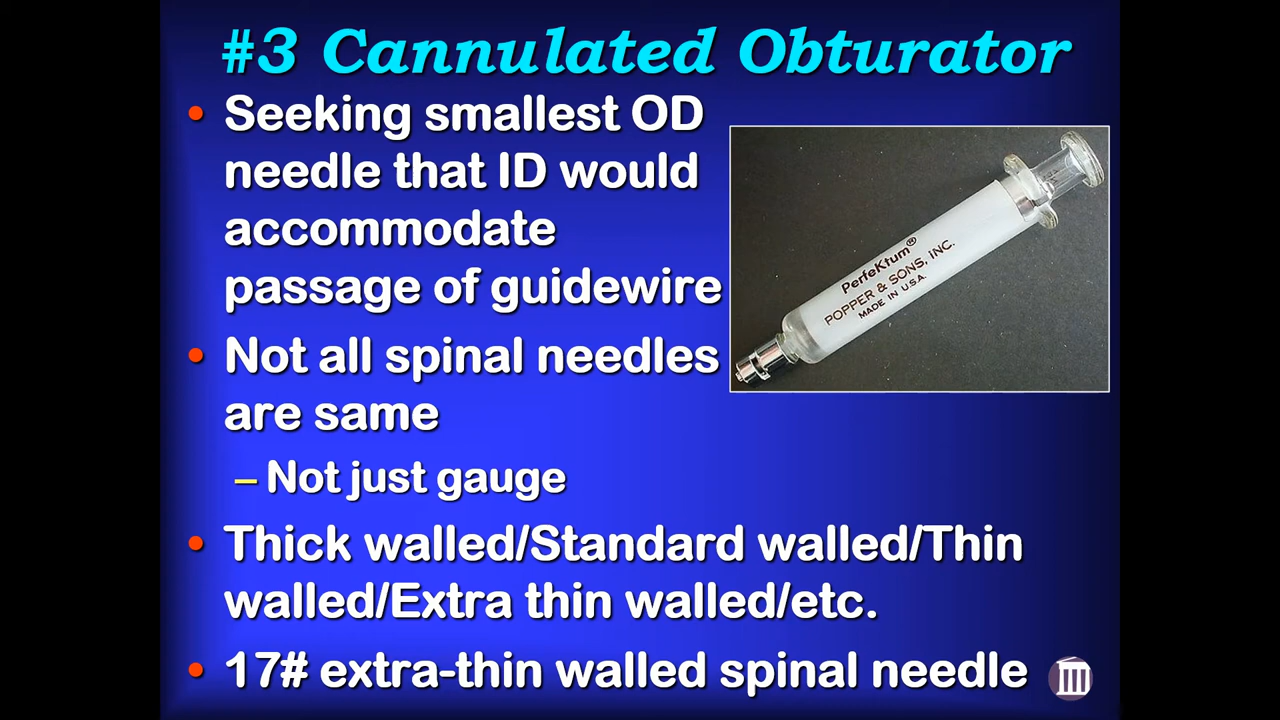 #3 Cannulated Obturator
• Seeking smallest OD
needle that ID would
accommodate
passage of guidewire
• Not all spinal needles
are same
– Not just gauge
• Thick walled/Standard walled/Thin
walled/Extra thin walled/etc.
• 17# extra-thin walled spinal needle
PerfeKtum®
POPPER & SONS, INC.
MADE IN U.S.A.